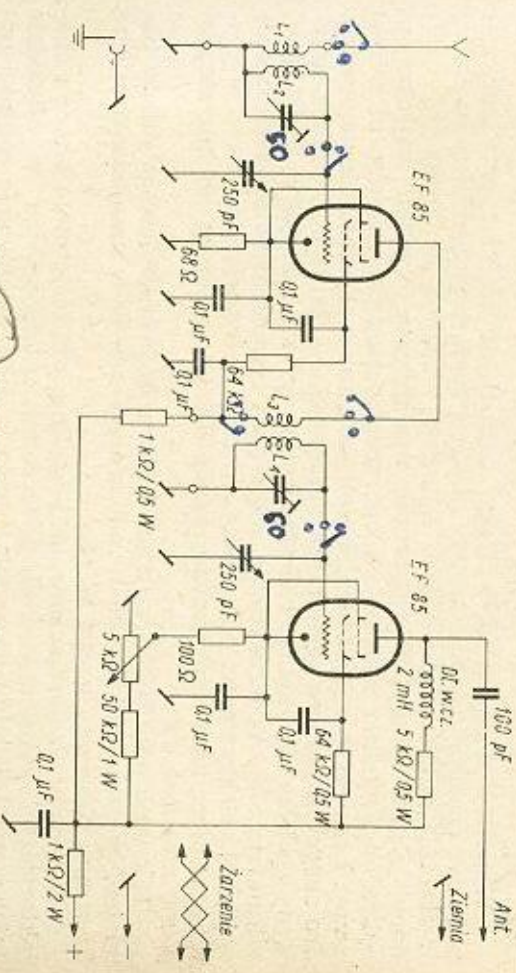 L₁
L₂
50
250 pF
EF 85
68 Ω
0,1 µF
0,1 µF
0,1 µF
64 kΩ
L₃
1 kΩ/0,5 W
L₄
50
250 pF
EF 85
100 Ω
5 kΩ
50 kΩ/1 W
0,1 µF
0,1 µF
64 kΩ/0,5 W
Dł. w.cz.
2 mH
5 kΩ/0,5 W
100 pF
0,1 µF
1 kΩ/2 W
Ant.
Ziemia
Żarzenie
−
+